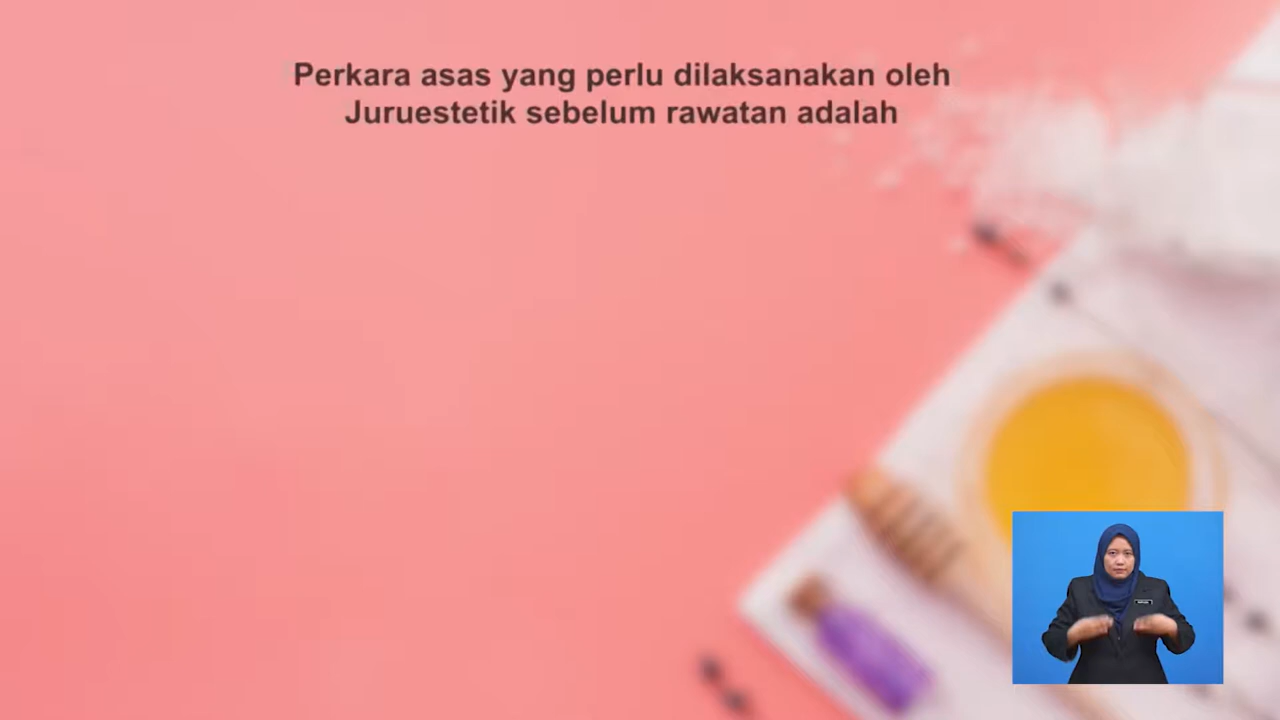 Perkara asas yang perlu dilaksanakan oleh
Juruestetik sebelum rawatan adalah